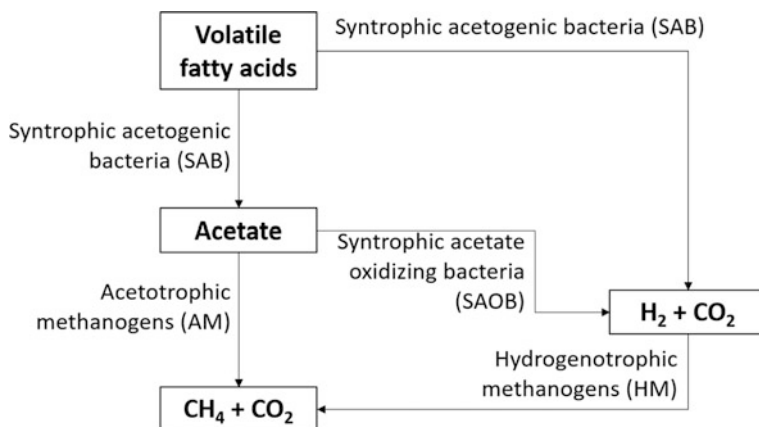 Volatile
fatty acids
Syntrophic acetogenic bacteria (SAB)
Syntrophic acetogenic
bacteria (SAB)
Acetate
Syntrophic acetate
oxidizing bacteria
(SAOB)
Acetotrophic
methanogens (AM)
H₂ + CO₂
Hydrogenotrophic
methanogens (HM)
CH₄ + CO₂